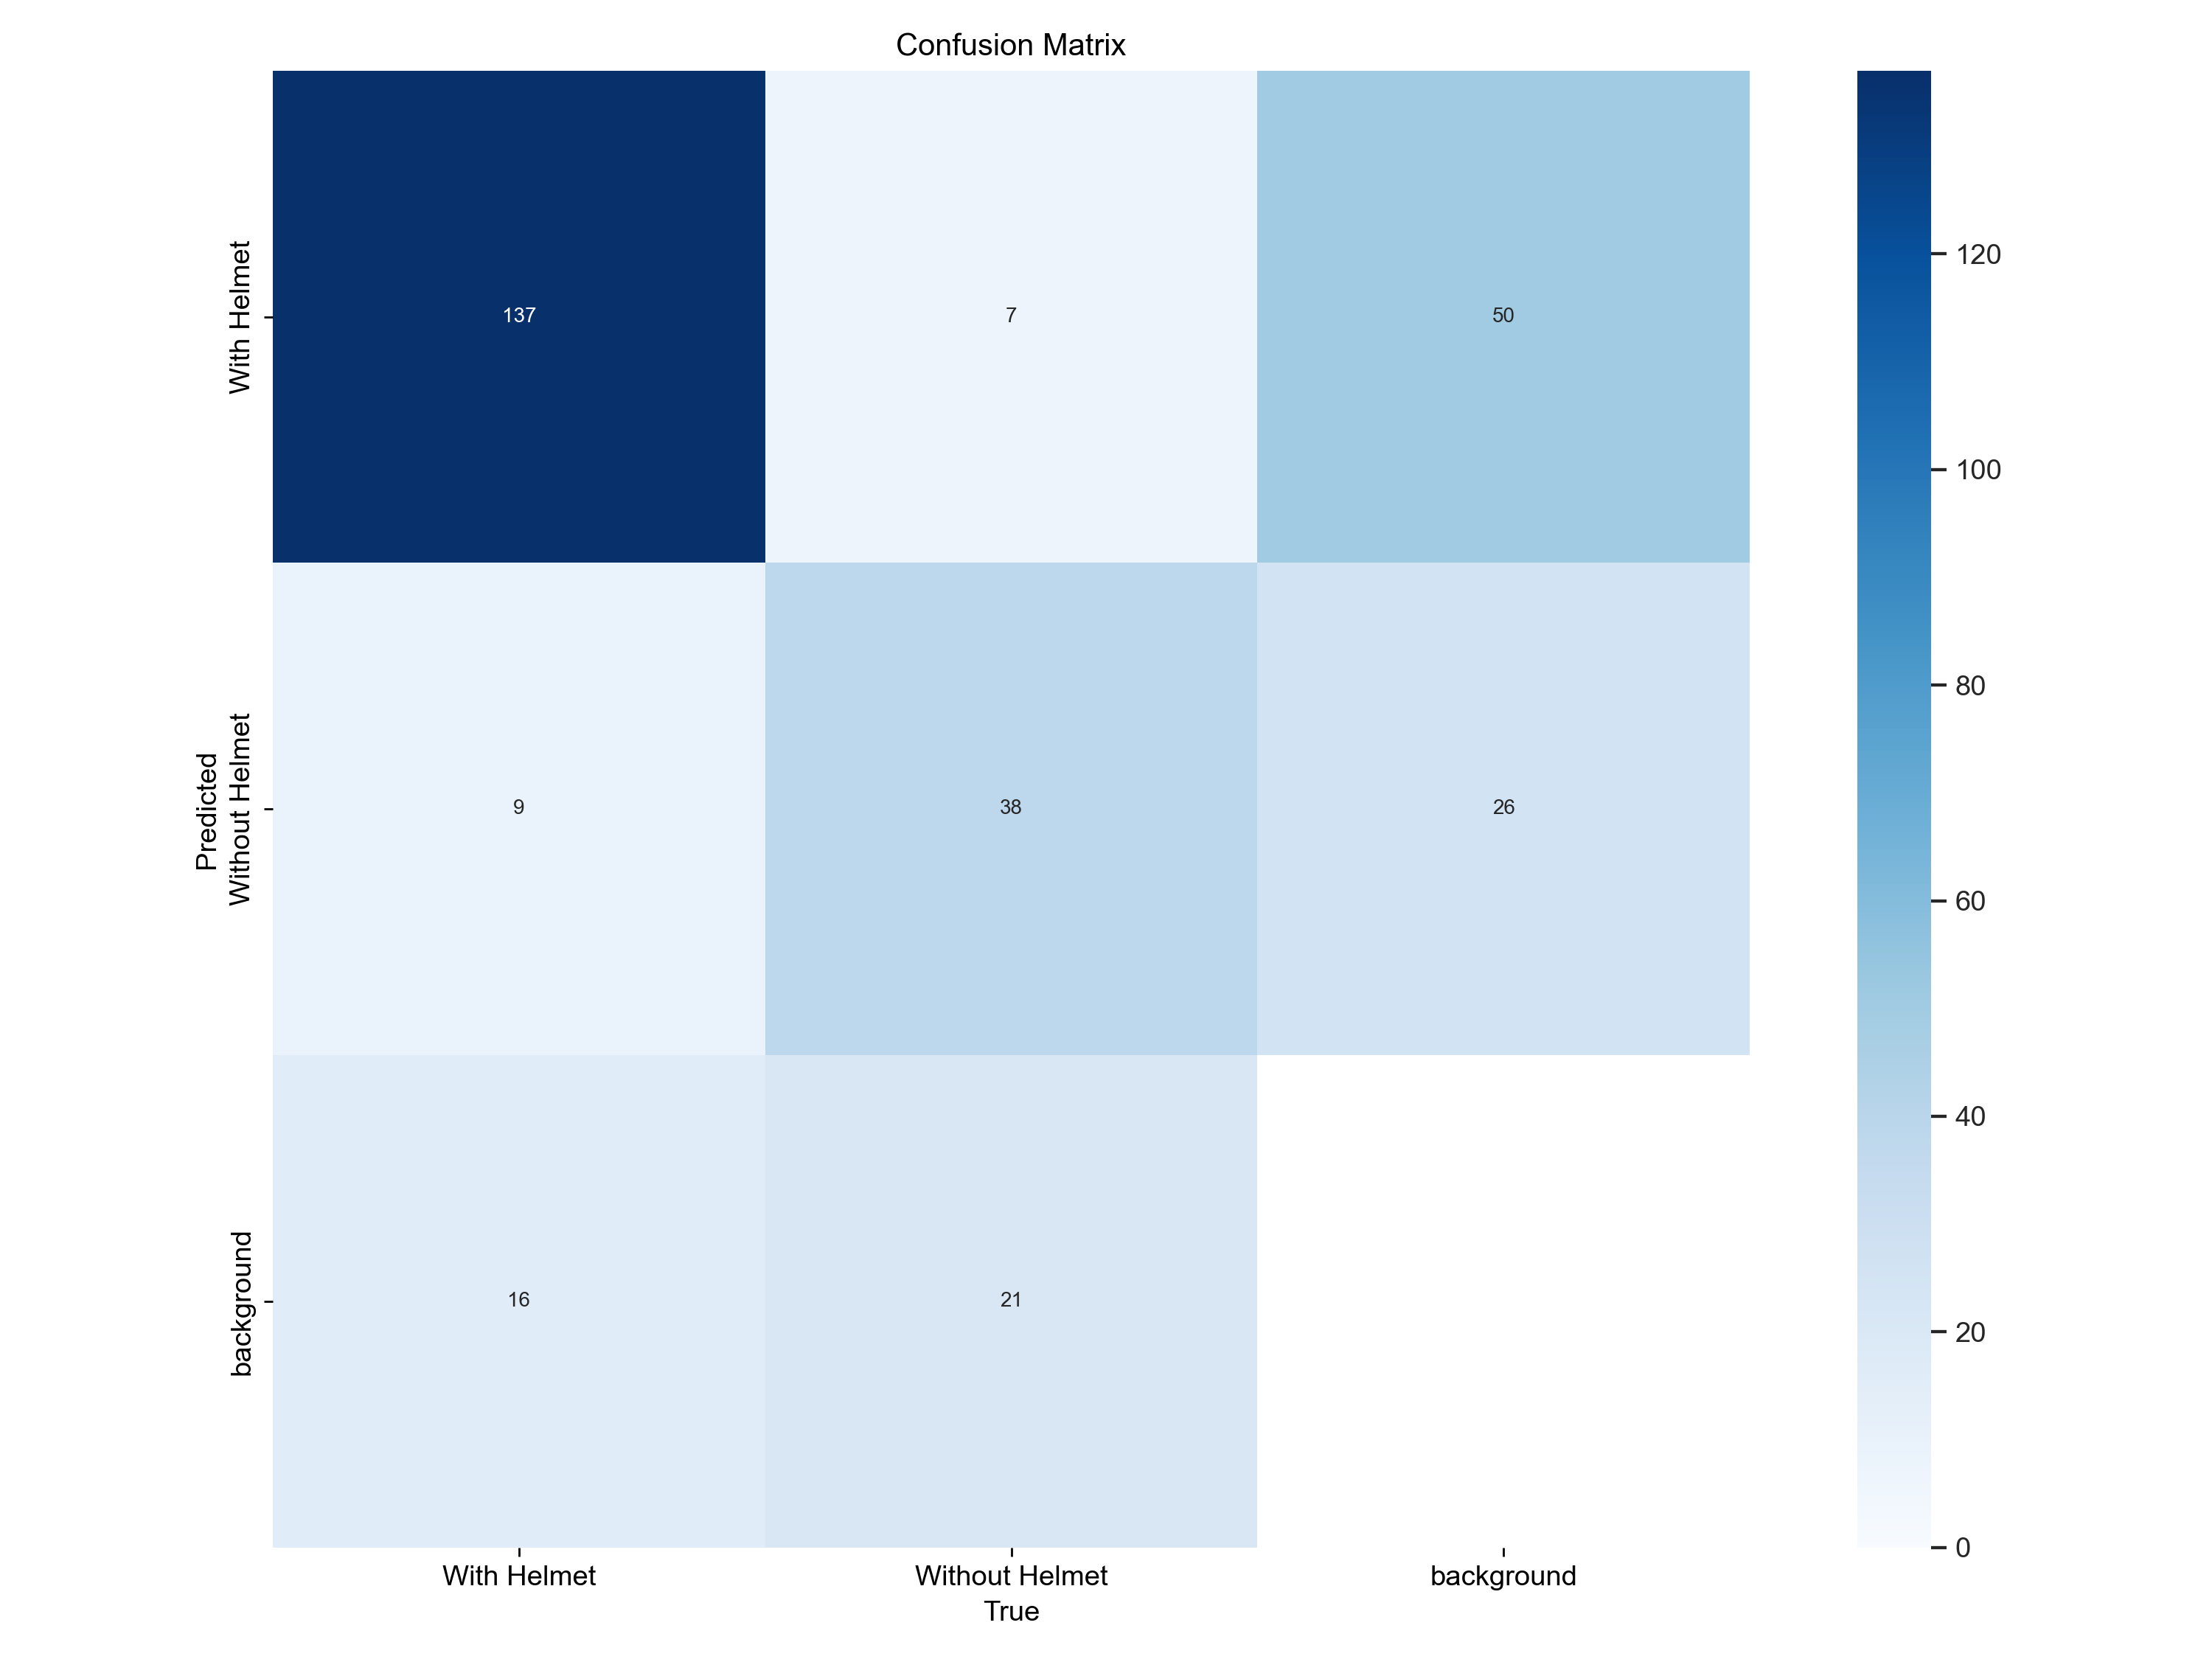 Confusion Matrix
With Helmet
137
7
50
120
100
Predicted
Without Helmet
9
38
26
80
60
40
background
16
21
20
0
With Helmet
Without Helmet
background
True